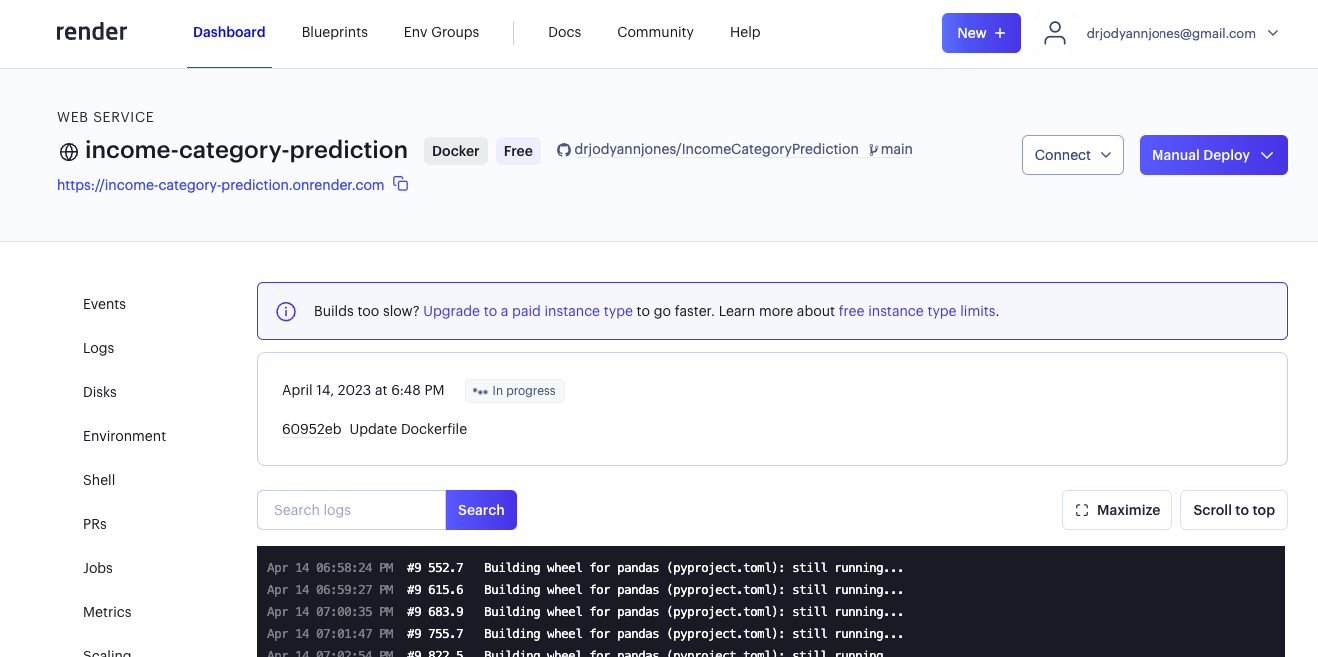 render Dashboard Blueprints Env Groups Docs Community Help New + drjodyannjones@gmail.com
WEB SERVICE
income-category-prediction Docker Free drjodyannjones/IncomeCategoryPrediction main Connect Manual Deploy
https://income-category-prediction.onrender.com
Events
Logs
Disks
Environment
Shell
PRs
Jobs
Metrics
Scaling
Builds too slow? Upgrade to a paid instance type to go faster. Learn more about free instance type limits.
April 14, 2023 at 6:48 PM In progress
60952eb Update Dockerfile
Search logs Search Maximize Scroll to top
Apr 14 06:58:24 PM #9 552.7 Building wheel for pandas (pyproject.toml): still running...
Apr 14 06:59:27 PM #9 615.6 Building wheel for pandas (pyproject.toml): still running...
Apr 14 07:00:35 PM #9 683.9 Building wheel for pandas (pyproject.toml): still running...
Apr 14 07:01:47 PM #9 755.7 Building wheel for pandas (pyproject.toml): still running...
Apr 14 07:02:54 PM #9 822.5 Building wheel for pandas (pyproject.toml): still running...